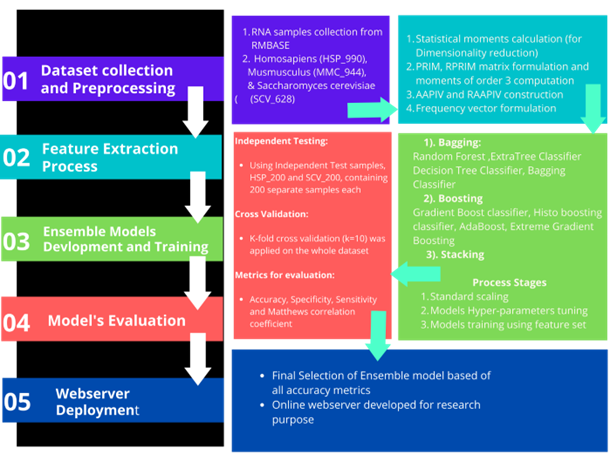 01
Dataset collection
and Preprocessing
02
Feature Extraction
Process
03
Ensemble Models
Devlopment and Training
04
Model's Evaluation
05
Webserver
Deployment
1. RNA samples collection from
RMBASE
2. Homosapiens (HSP_990),
Musmusculus (MMC_944),
& Saccharomyces cerevisiae
( (SCV_628)
1. Statistical moments calculation (for
Dimensionality reduction)
2. PRIM, RPRIM matrix formulation and
moments of order 3 computation
3. AAPIV and RAAPIV construction
4. Frequency vector formulation
Independent Testing:
• Using Independent Test samples,
HSP_200 and SCV_200, containing
200 separate samples each
Cross Validation:
• K-fold cross validation (k=10) was
applied on the whole dataset
Metrics for evaluation:
• Accuracy, Specificity, Sensitivity
and Matthews correlation
coefficient
1). Bagging:
Random Forest ,ExtraTree Classifier
Decision Tree Classifier, Bagging
Classifier
2). Boosting
Gradient Boost classifier, Histo boosting
classifier, AdaBoost, Extreme Gradient
Boosting
3). Stacking
Process Stages
1. Standard scaling
2. Models Hyper-parameters tuning
3. Models training using feature set
• Final Selection of Ensemble model based of
all accuracy metrics
• Online webserver developed for research
purpose